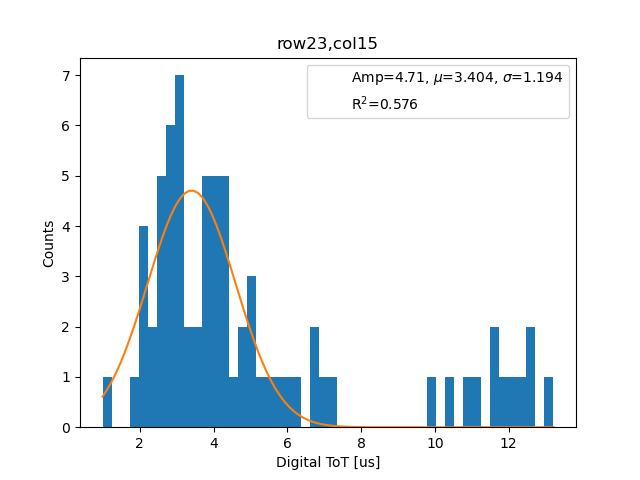 row23,col15
Amp=4.71, μ=3.404, σ=1.194
R²=0.576
Counts
7
6
5
4
3
2
1
0
2 4 6 8 10 12
Digital ToT [us]